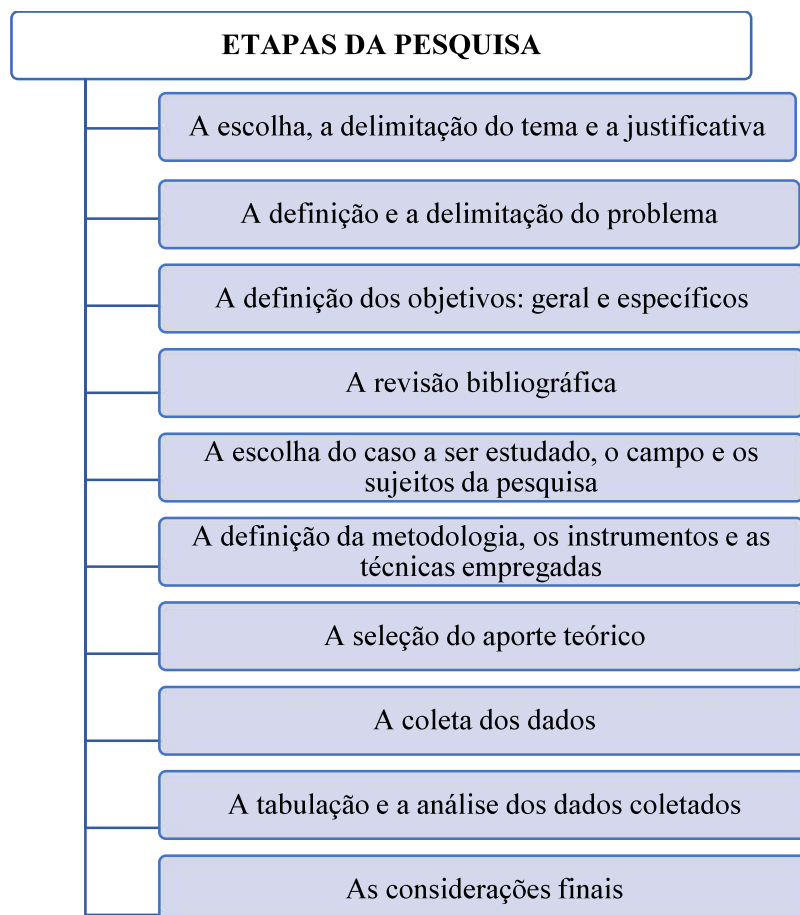 ETAPAS DA PESQUISA
A escolha, a delimitação do tema e a justificativa
A definição e a delimitação do problema
A definição dos objetivos: geral e específicos
A revisão bibliográfica
A escolha do caso a ser estudado, o campo e os
sujeitos da pesquisa
A definição da metodologia, os instrumentos e as
técnicas empregadas
A seleção do aporte teórico
A coleta dos dados
A tabulação e a análise dos dados coletados
As considerações finais